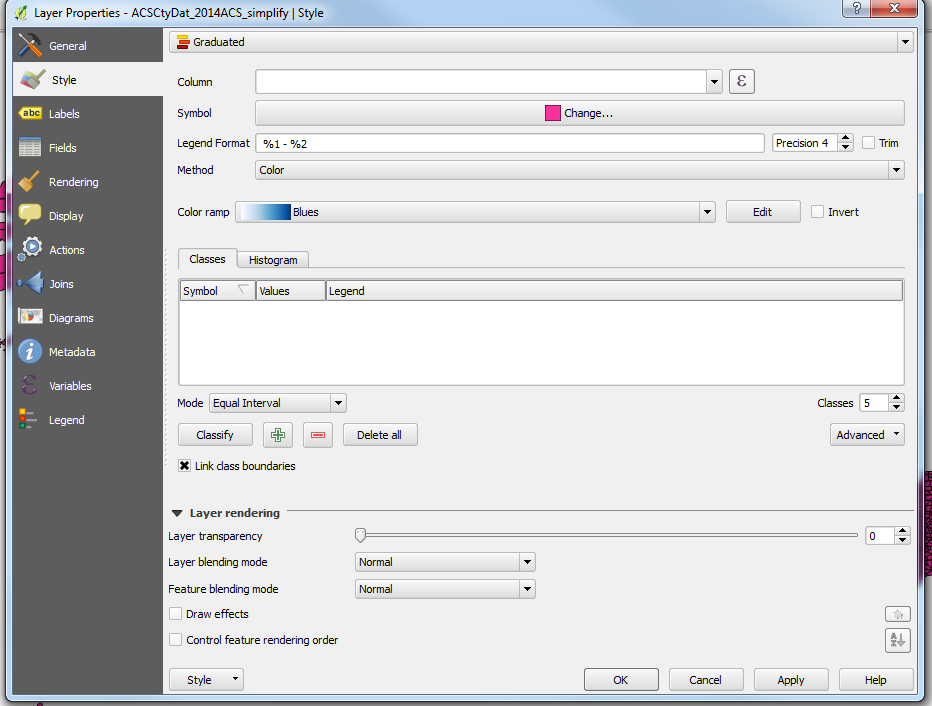 Layer Properties - ACSCtyDat_2014ACS_simplify | Style
?
General
Style
abc Labels
Fields
Rendering
Display
Actions
Joins
Diagrams
Metadata
Variables
Legend
Graduated
Column
ε
Symbol Change...
Legend Format %1 - %2 Precision 4 Trim
Method Color
Color ramp Blues Edit Invert
Classes Histogram
Symbol Values Legend
Mode Equal Interval Classes 5
Classify Delete all Advanced
Link class boundaries
Layer rendering
Layer transparency 0
Layer blending mode Normal
Feature blending mode Normal
Draw effects
Control feature rendering order
Style OK Cancel Apply Help